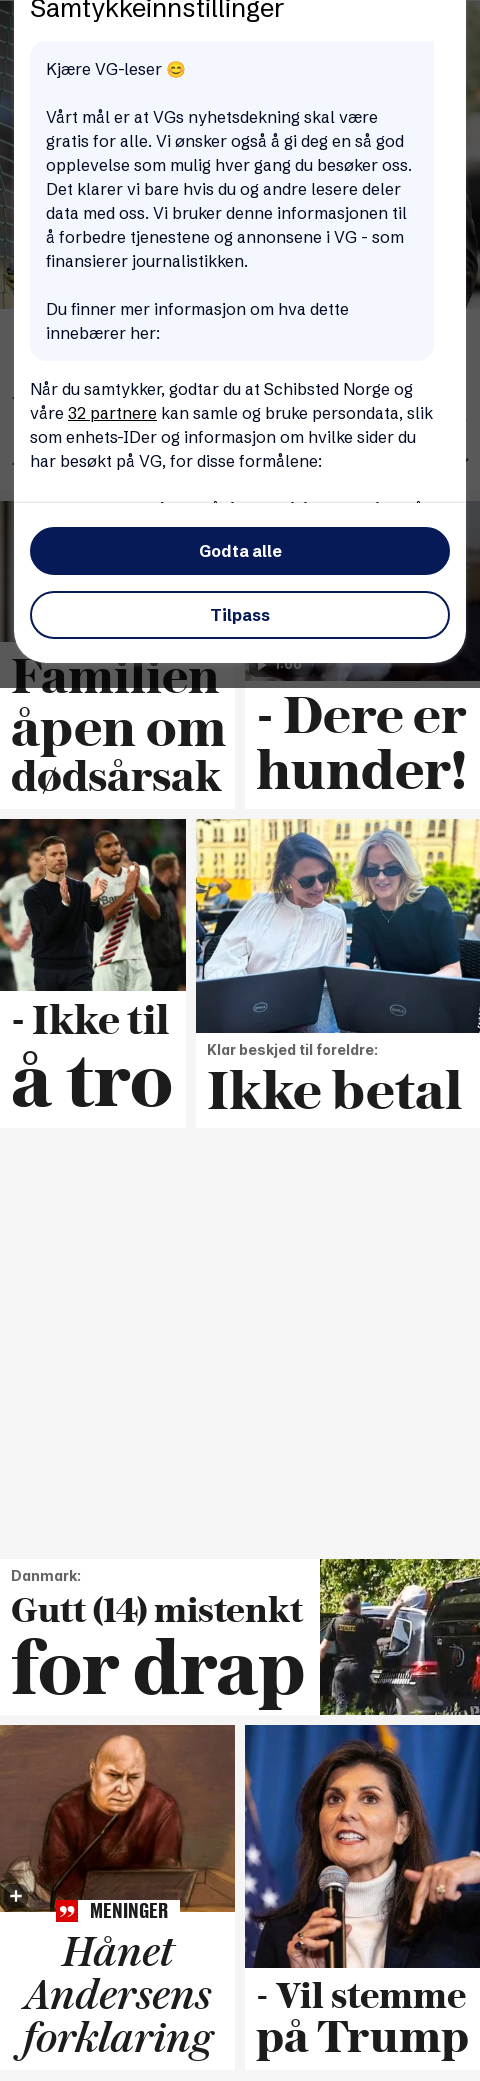 Samtykkeinnstillinger
Kjære VG-leser 😊
Vårt mål er at VGs nyhetsdekning skal være
gratis for alle. Vi ønsker også å gi deg en så god
opplevelse som mulig hver gang du besøker oss.
Det klarer vi bare hvis du og andre lesere deler
data med oss. Vi bruker denne informasjonen til
å forbedre tjenestene og annonsene i VG - som
finansierer journalistikken.
Du finner mer informasjon om hva dette
innebærer her:
Når du samtykker, godtar du at Schibsted Norge og
våre 32 partnere kan samle og bruke persondata, slik
som enhets-IDer og informasjon om hvilke sider du
har besøkt på VG, for disse formålene:
Godta alle
Tilpass
1:00
Familien
åpen om
dødsårsak
- Dere er
hunder!
- Ikke til
å tro
Klar beskjed til foreldre:
Ikke betal
Danmark:
Gutt (14) mistenkt
for drap
MENINGER
Hånet
Andersens
forklaring
- Vil stemme
på Trump